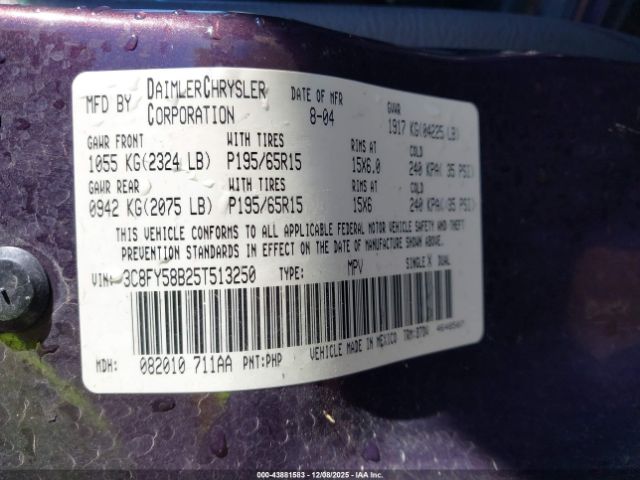 MFD BY DAIMLERCHRYSLER CORPORATION DATE OF MFR 8-04 GVWR 1917 KG(04225 LB)
GAWR FRONT WITH TIRES RIMS AT COLD
1055 KG(2324 LB) P195/65R15 15X6.0 240 KPA( 35 PSI)
GAWR REAR WITH TIRES RIMS AT COLD
0942 KG(2075 LB) P195/65R15 15X6 240 KPA( 35 PSI)
THIS VEHICLE CONFORMS TO ALL APPLICABLE FEDERAL MOTOR VEHICLE SAFETY AND THEFT
PREVENTION STANDARDS IN EFFECT ON THE DATE OF MANUFACTURE SHOWN ABOVE.
VIN: 3C8FY58B25T513250 TYPE: MPV SINGLE X DUAL
MDH: 082010 711AA PNT:PHP VEHICLE MADE IN MEXICO
000-43881583 - 12/08/2025 - IAAI.COM